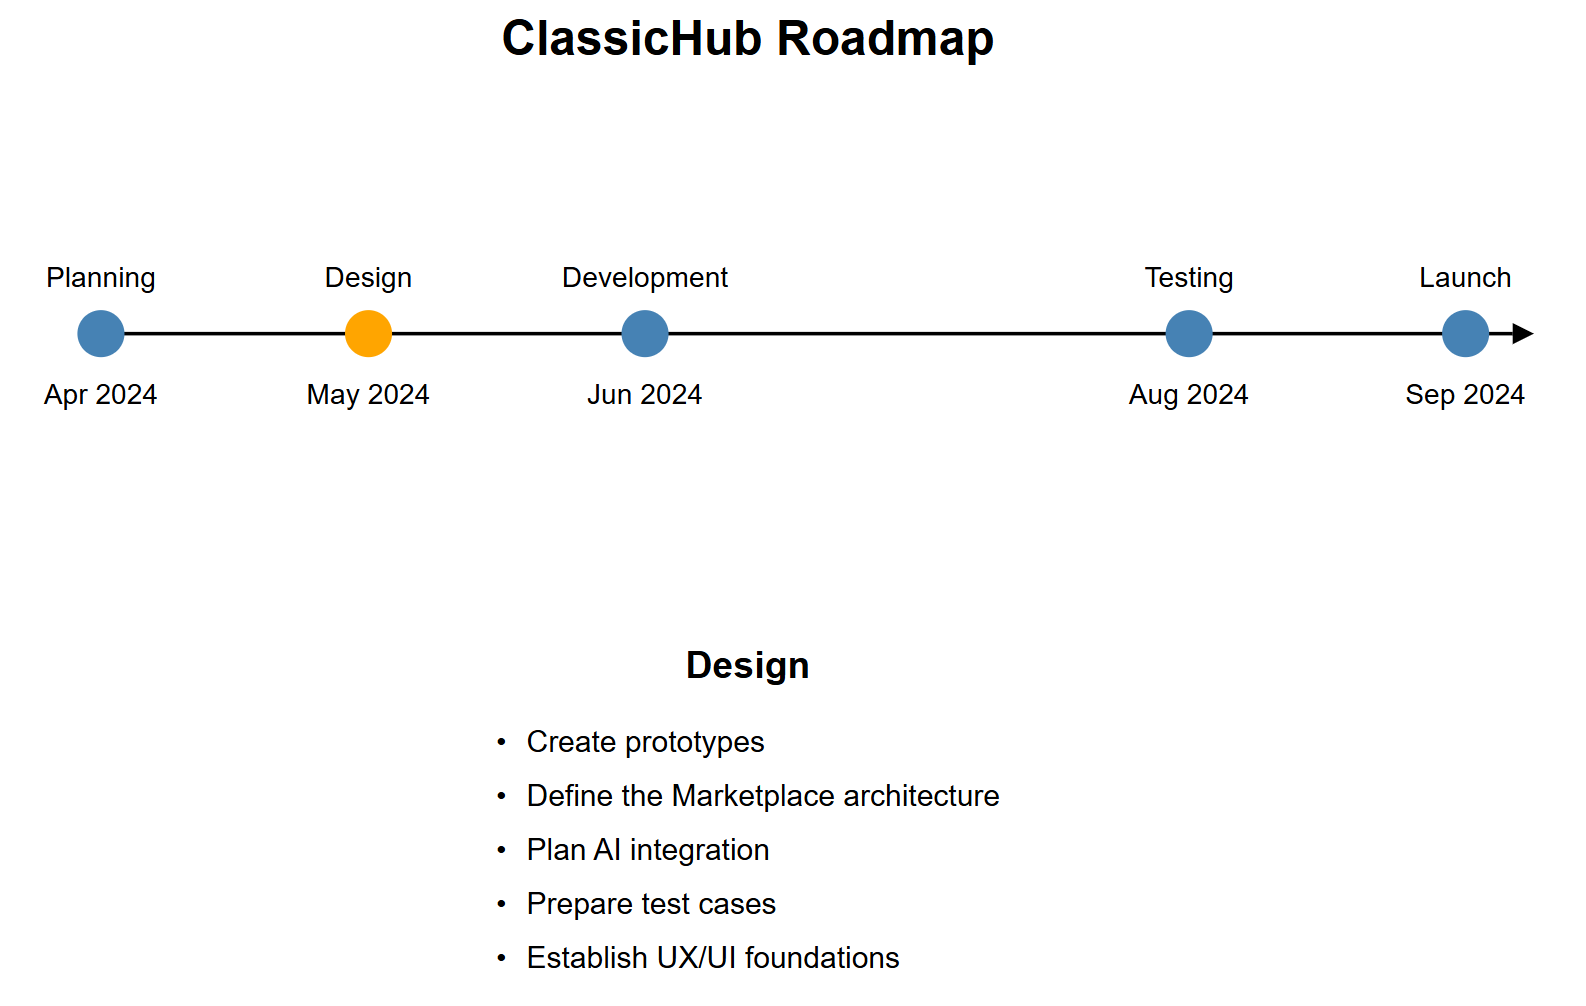 ClassicHub Roadmap
Planning
Design
Development
Testing
Launch
Apr 2024
May 2024
Jun 2024
Aug 2024
Sep 2024
Design
• Create prototypes
• Define the Marketplace architecture
• Plan AI integration
• Prepare test cases
• Establish UX/UI foundations